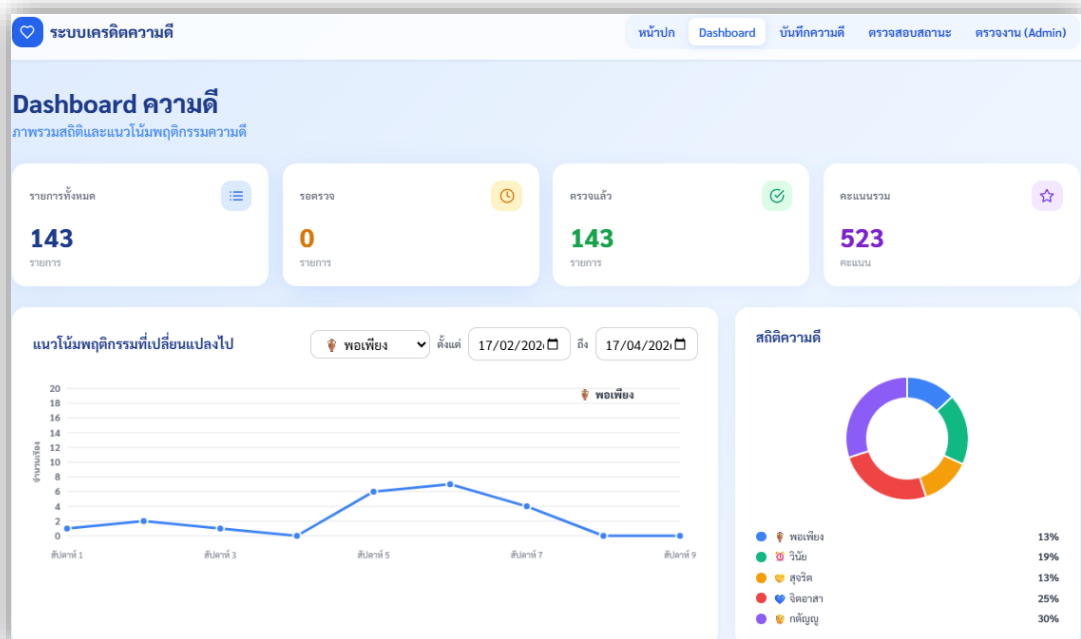 ระบบเครดิตความดี
หน้าปก Dashboard บันทึกความดี ตรวจสอบสถานะ ตรวจงาน (Admin)
Dashboard ความดี
ภาพรวมสถิติและแนวโน้มพฤติกรรมความดี
รายการทั้งหมด
143
รายการ
รอตรวจ
0
รายการ
ตรวจแล้ว
143
รายการ
คะแนนรวม
523
คะแนน
แนวโน้มพฤติกรรมที่เปลี่ยนแปลงไป
พอเพียง ตั้งแต่ 17/02/202 ถึง 17/04/202
พอเพียง
จำนวนเรื่อง
20
18
16
14
12
10
8
6
4
2
0
สัปดาห์ 1 สัปดาห์ 3 สัปดาห์ 5 สัปดาห์ 7 สัปดาห์ 9
สถิติความดี
พอเพียง 13%
วินัย 19%
สุจริต 13%
จิตอาสา 25%
กตัญญู 30%